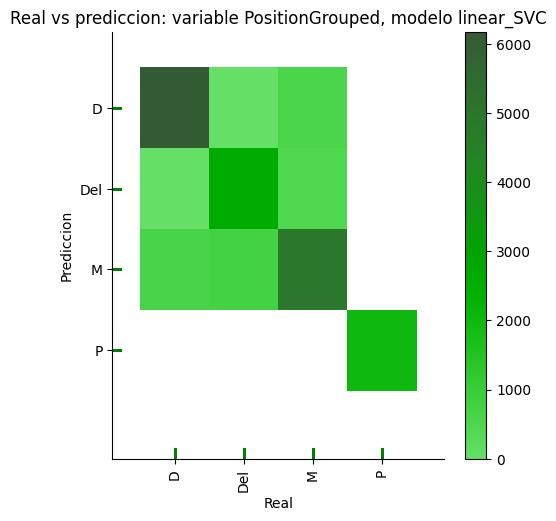 Real vs prediccion: variable PositionGrouped, modelo linear_SVC
D
Del
M
P
Prediccion
D
Del
M
P
Real
6000
5000
4000
3000
2000
1000
0